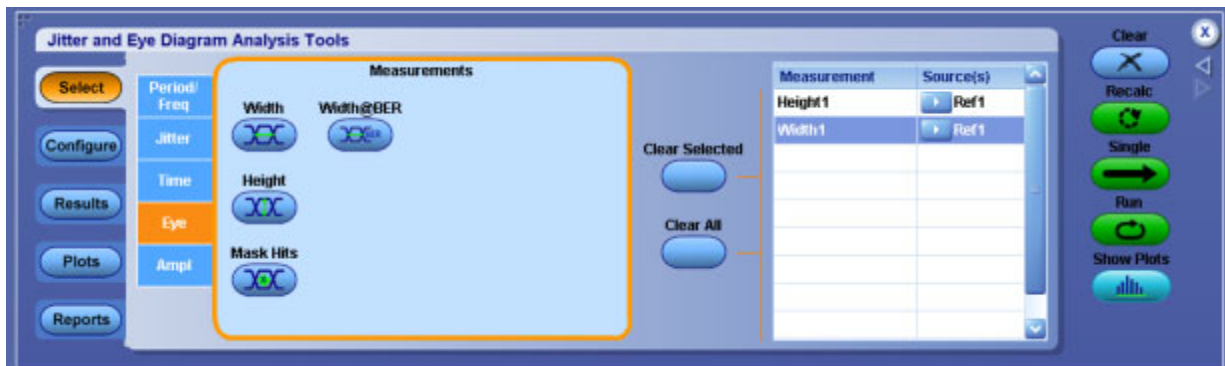 Jitter and Eye Diagram Analysis Tools
Select
Configure
Results
Plots
Reports
Period/
Freq
Jitter
Time
Eye
Ampl
Measurements
Width
Width@BER
BER
Height
Mask Hits
Clear Selected
Clear All
Measurement Source(s)
Height1 Ref1
Width1 Ref1
Clear
X
Recalc
Single
Run
Show Plots